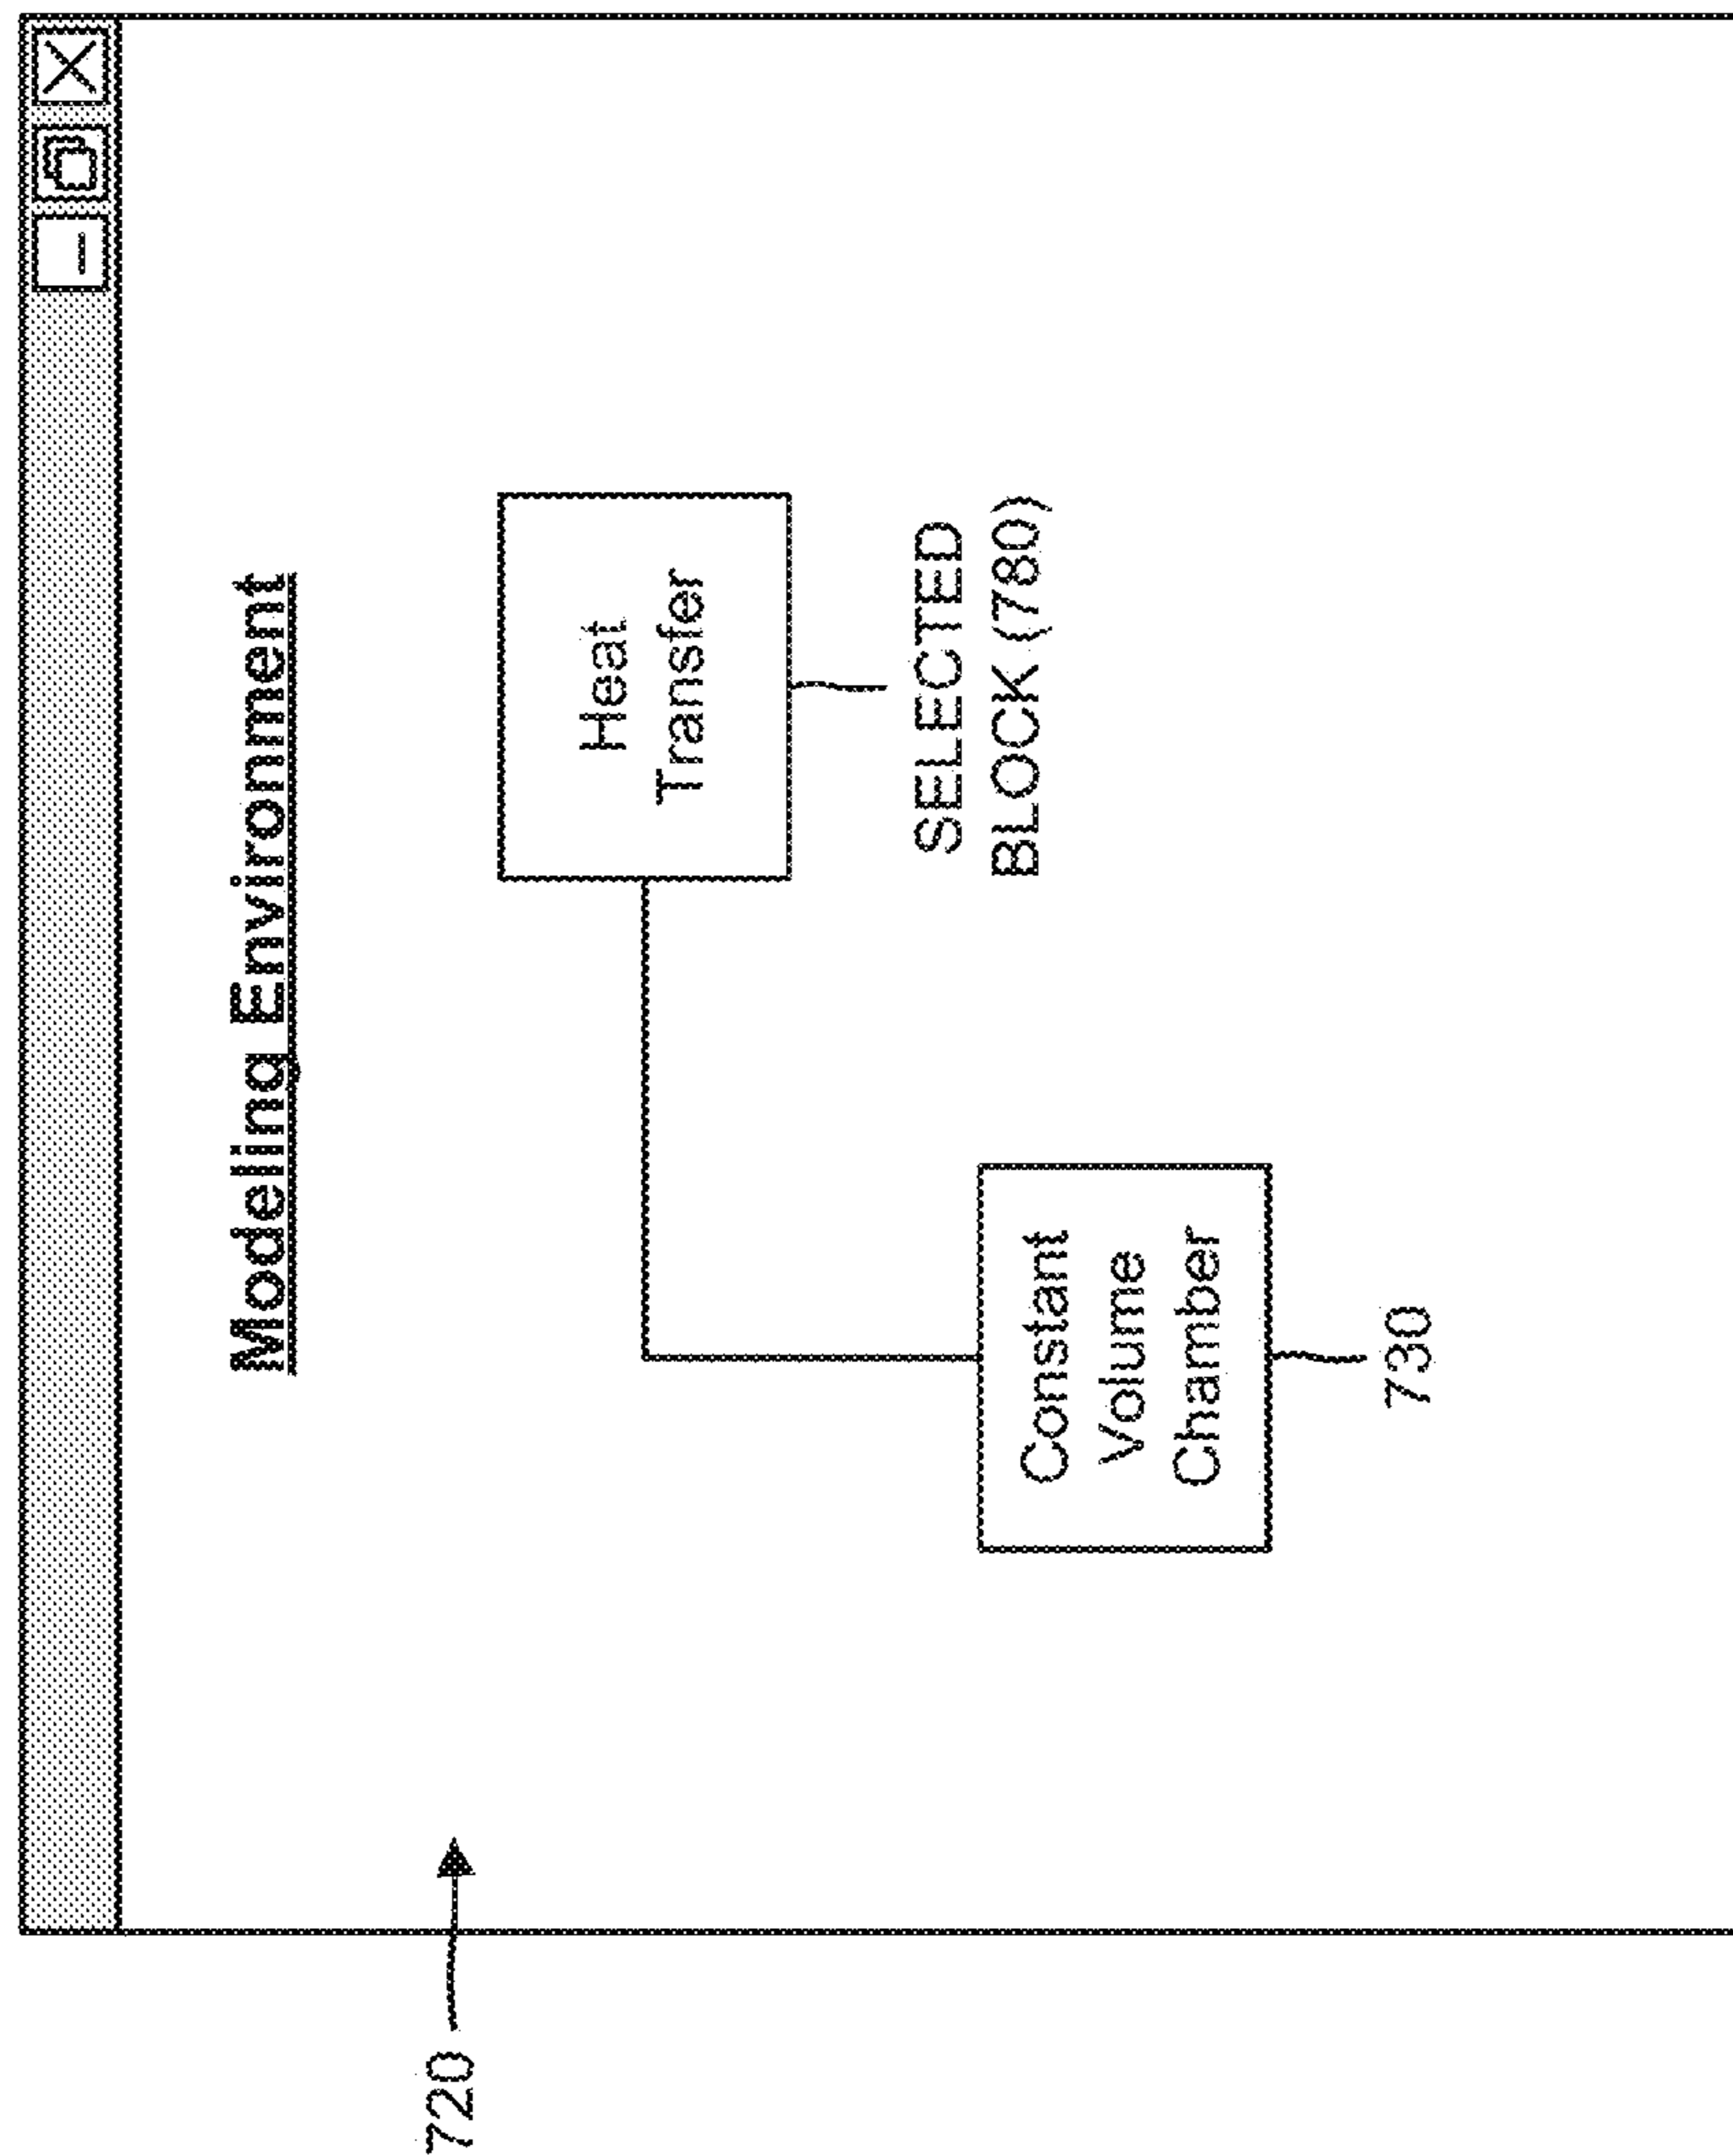 Modeling Environment
720
Heat
Transfer
SELECTED
BLOCK (780)
Constant
Volume
Chamber
730